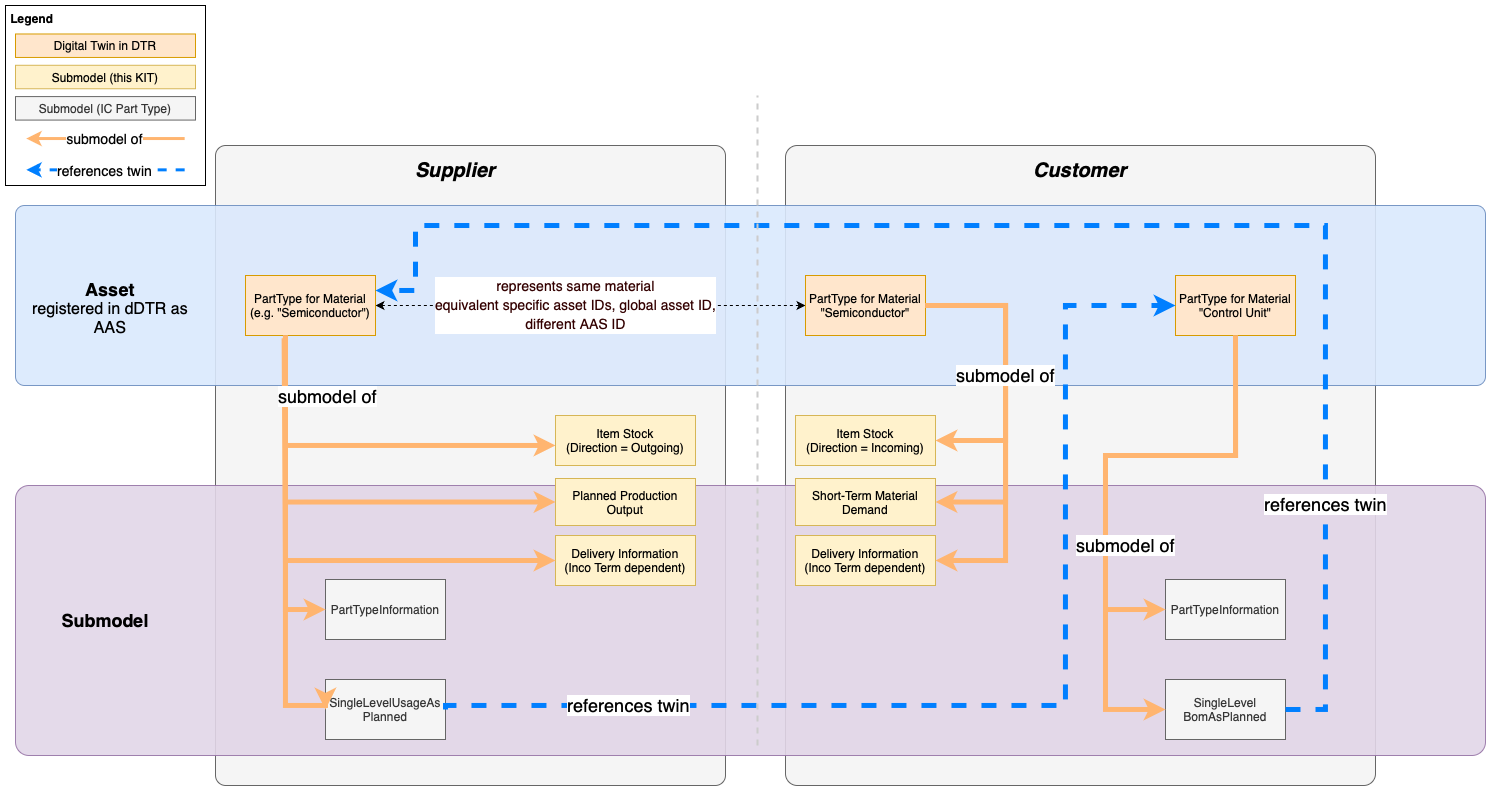 Legend
Digital Twin in DTR
Submodel (this KIT)
Submodel (IC Part Type)
submodel of
references twin
Supplier
Customer
Asset
registered in dDTR as
AAS
PartType for Material
(e.g. "Semiconductor")
represents same material
equivalent specific asset IDs, global asset ID,
different AAS ID
PartType for Material
"Semiconductor"
PartType for Material
"Control Unit"
submodel of
submodel of
Item Stock
(Direction = Outgoing)
Item Stock
(Direction = Incoming)
Planned Production
Output
Short-Term Material
Demand
references twin
Delivery Information
(Inco Term dependent)
Delivery Information
(Inco Term dependent)
submodel of
Submodel
PartTypeInformation
PartTypeInformation
SingleLevelUsageAs
Planned
references twin
SingleLevel
BomAsPlanned